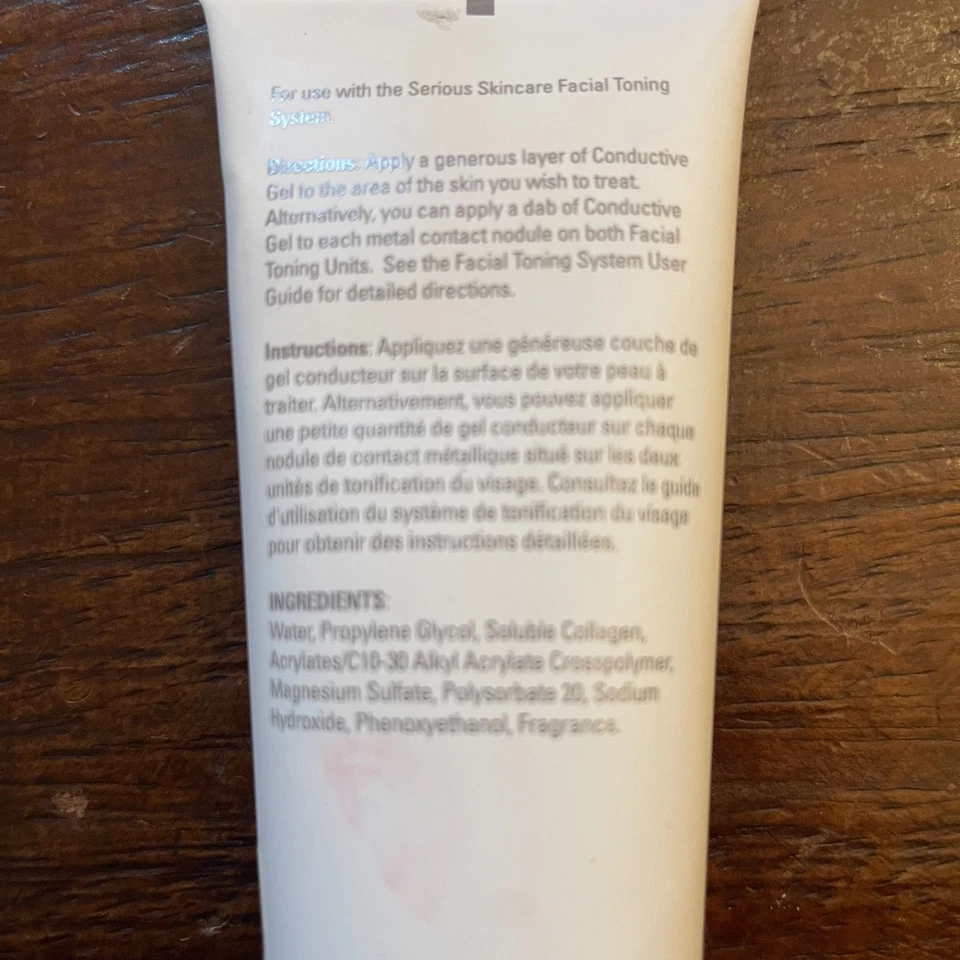 For use with the Serious Skincare Facial Toning
System.
Directions: Apply a generous layer of Conductive
Gel to the area of the skin you wish to treat.
Alternatively, you can apply a dab of Conductive
Gel to each metal contact nodule on both Facial
Toning Units. See the Facial Toning System User
Guide for detailed directions.
Instructions: Appliquez une généreuse couche de
gel conducteur sur la surface de votre peau à
traiter. Alternativement, vous pouvez appliquer
une petite quantité de gel conducteur sur chaque
nodule de contact métallique situé sur les deux
unités de tonification du visage. Consultez le guide
d'utilisation du système de tonification du visage
pour obtenir des instructions détaillées.
INGREDIENTS:
Water, Propylene Glycol, Soluble Collagen,
Acrylates/C10-30 Alkyl Acrylate Crosspolymer,
Magnesium Sulfate, Polysorbate 20, Sodium
Hydroxide, Phenoxyethanol, Fragrance.